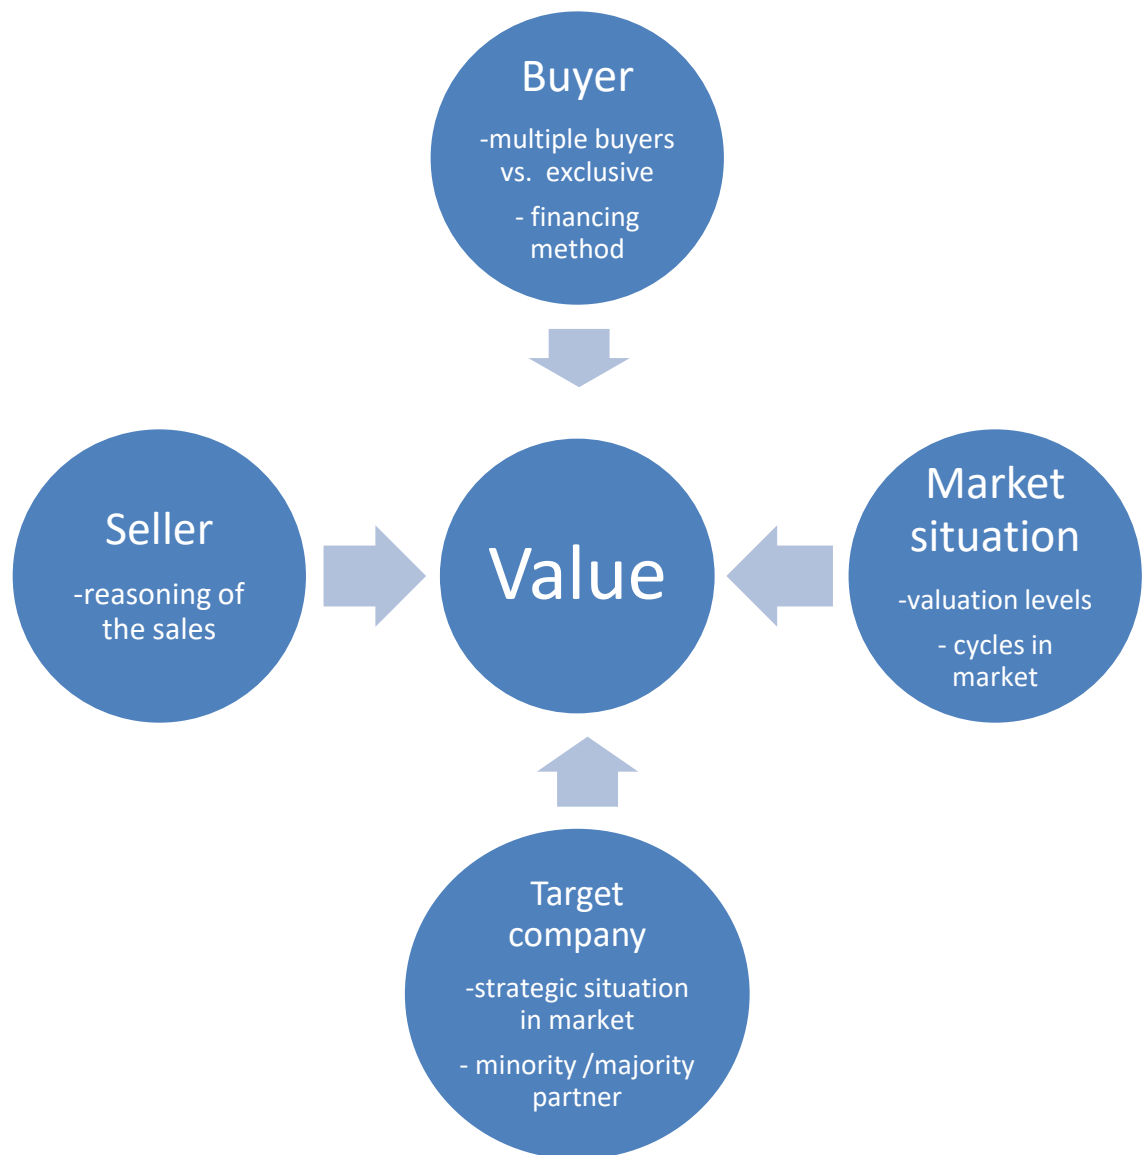 Buyer
-multiple buyers
vs.  exclusive
- financing
method
Seller
-reasoning of
the sales
Value
Market
situation
-valuation levels
- cycles in
market
Target
company
-strategic situation
in market
- minority /majority
partner